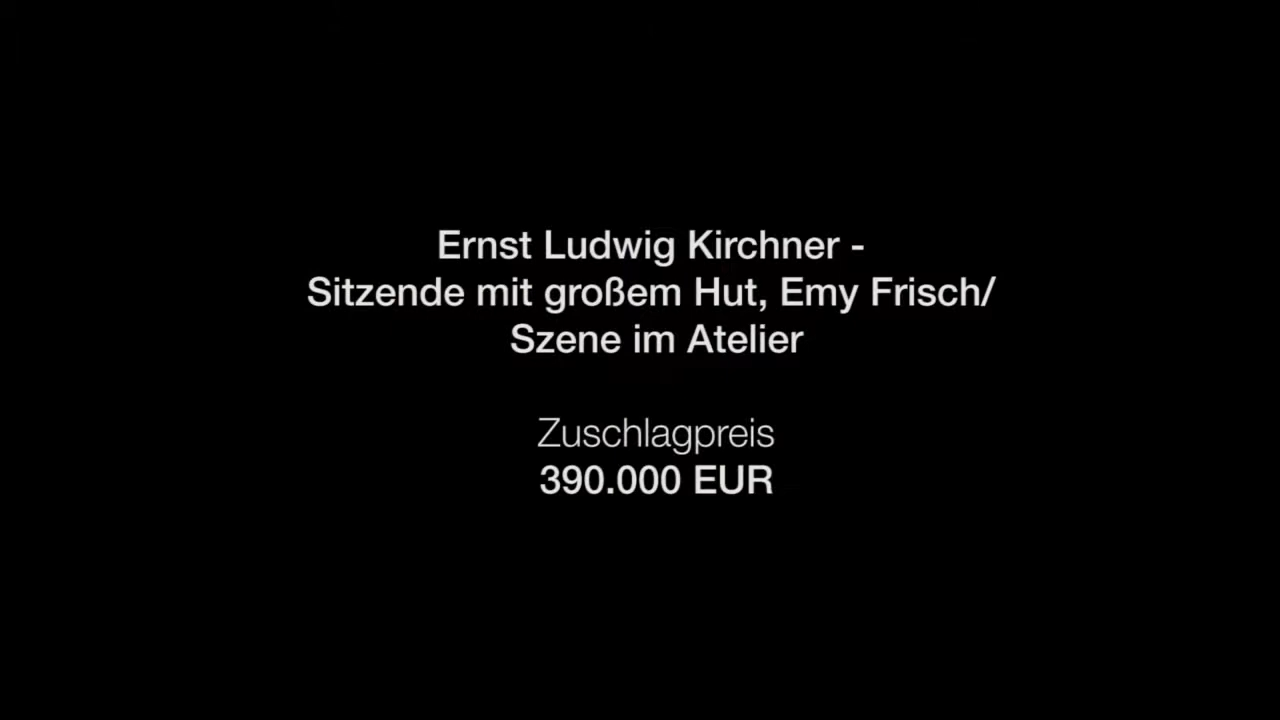 Ernst Ludwig Kirchner -
Sitzende mit großem Hut, Emy Frisch/
Szene im Atelier
Zuschlagpreis
390.000 EUR